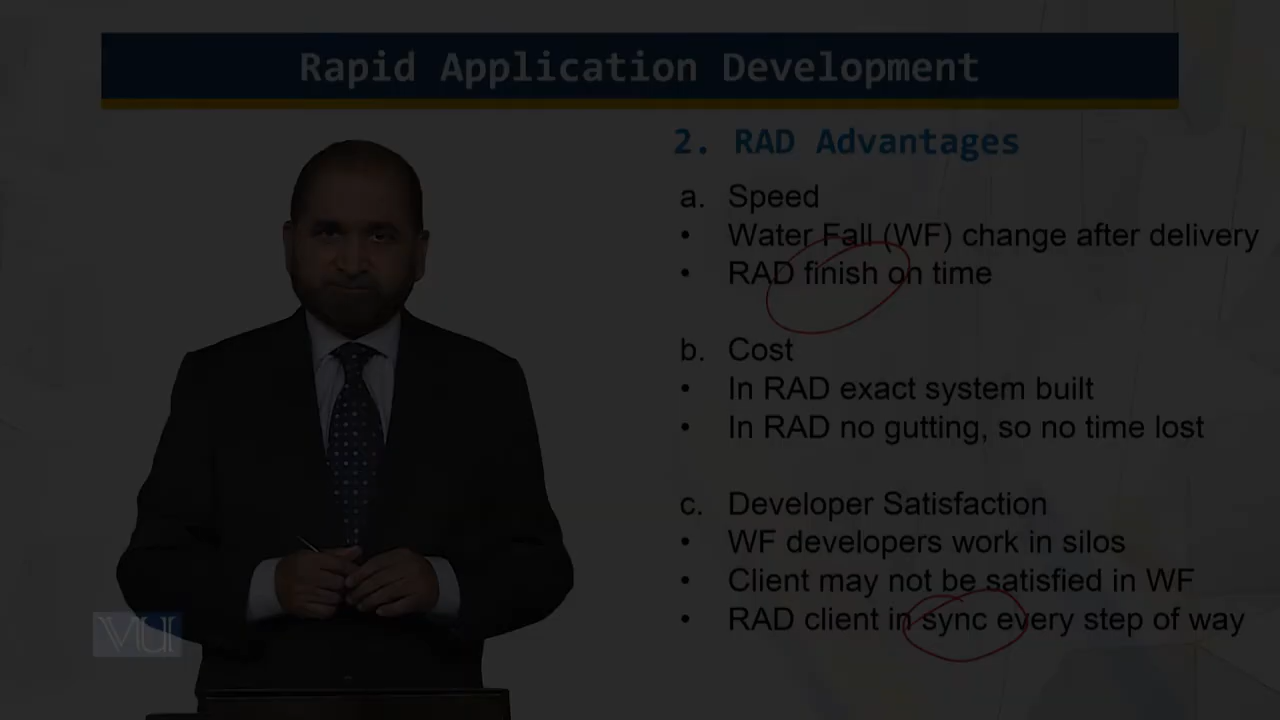 Rapid Application Development
2. RAD Advantages
a. Speed
• Water Fall (WF) change after delivery
• RAD finish on time
b. Cost
• In RAD exact system built
• In RAD no gutting, so no time lost
c. Developer Satisfaction
• WF developers work in silos
• Client may not be satisfied in WF
• RAD client in sync every step of way
VU